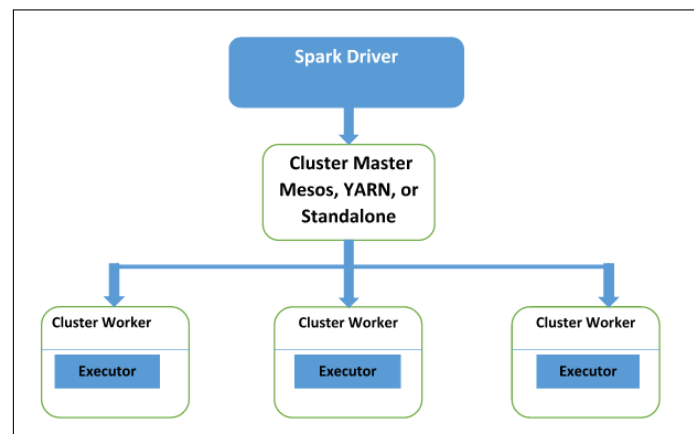 Spark Driver
Cluster Master
Mesos, YARN, or
Standalone
Cluster Worker
Cluster Worker
Cluster Worker
Executor
Executor
Executor